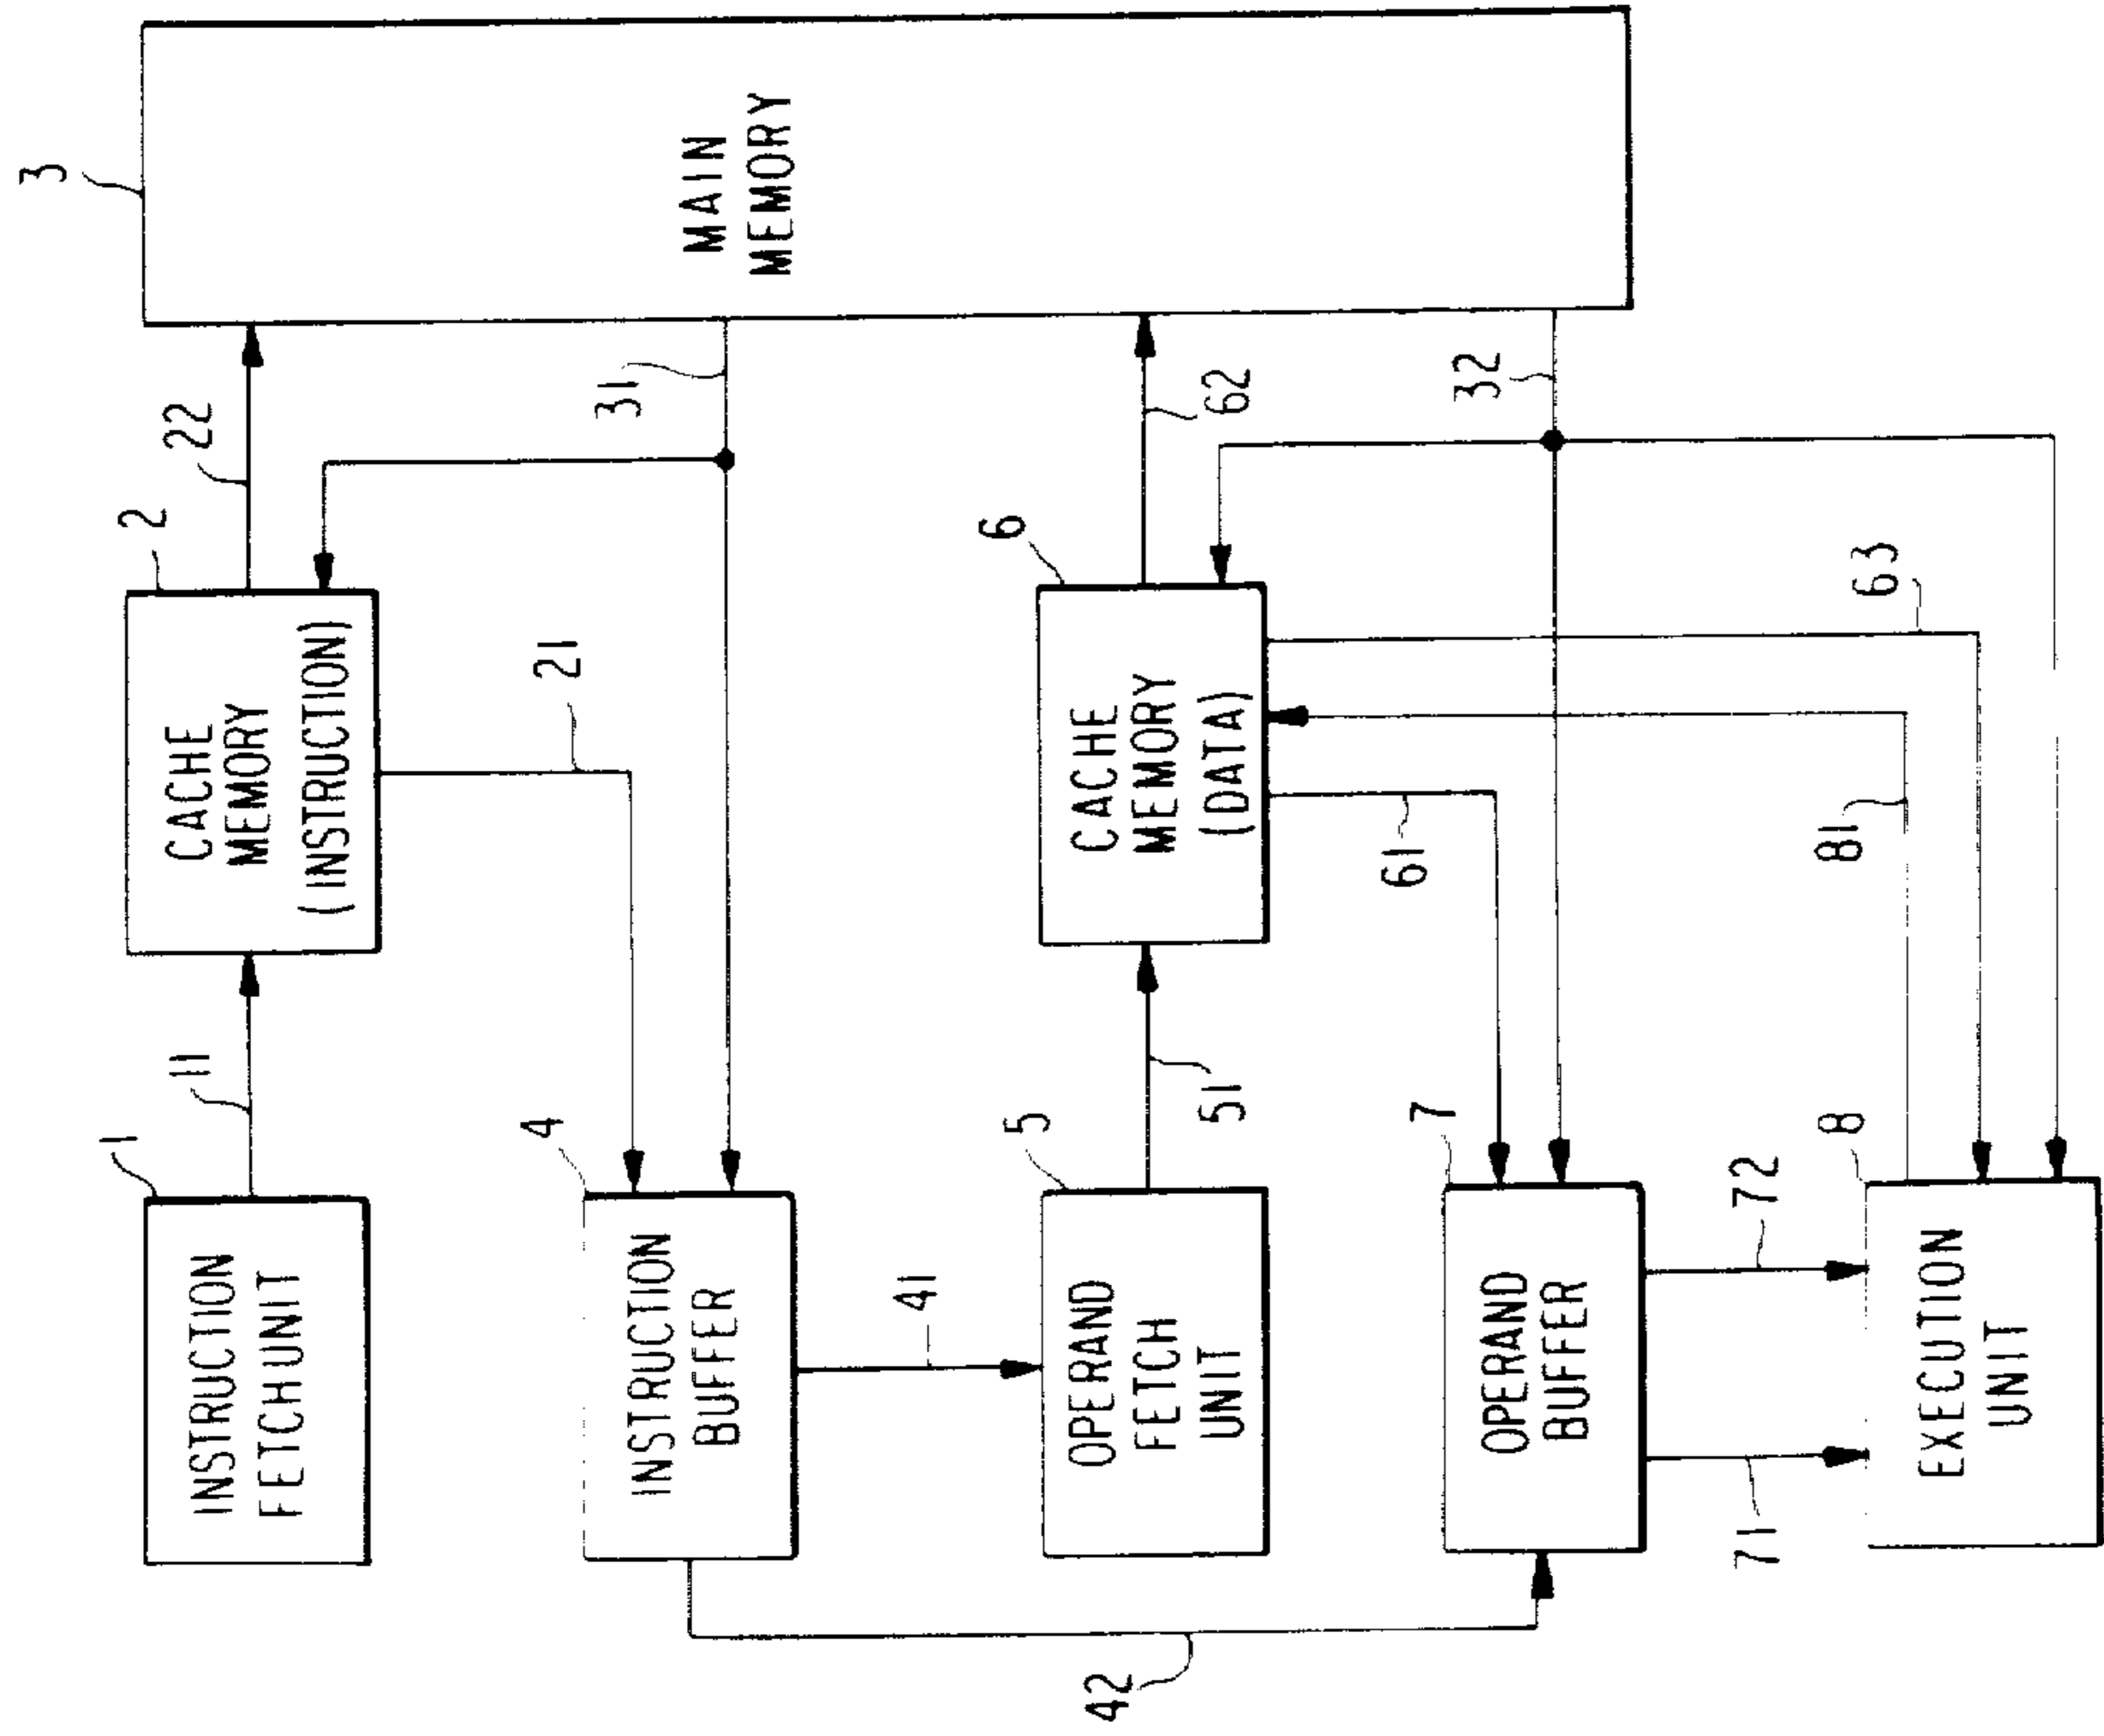 3
MAIN
MEMORY
22
31
62
32
2
CACHE
MEMORY
(INSTRUCTION)
21
6
CACHE
MEMORY
(DATA)
61
63
81
11
51
1
INSTRUCTION
FETCH UNIT
4
INSTRUCTION
BUFFER
41
5
OPERAND
FETCH
UNIT
7
OPERAND
BUFFER
72
71
8
EXECUTION
UNIT
42